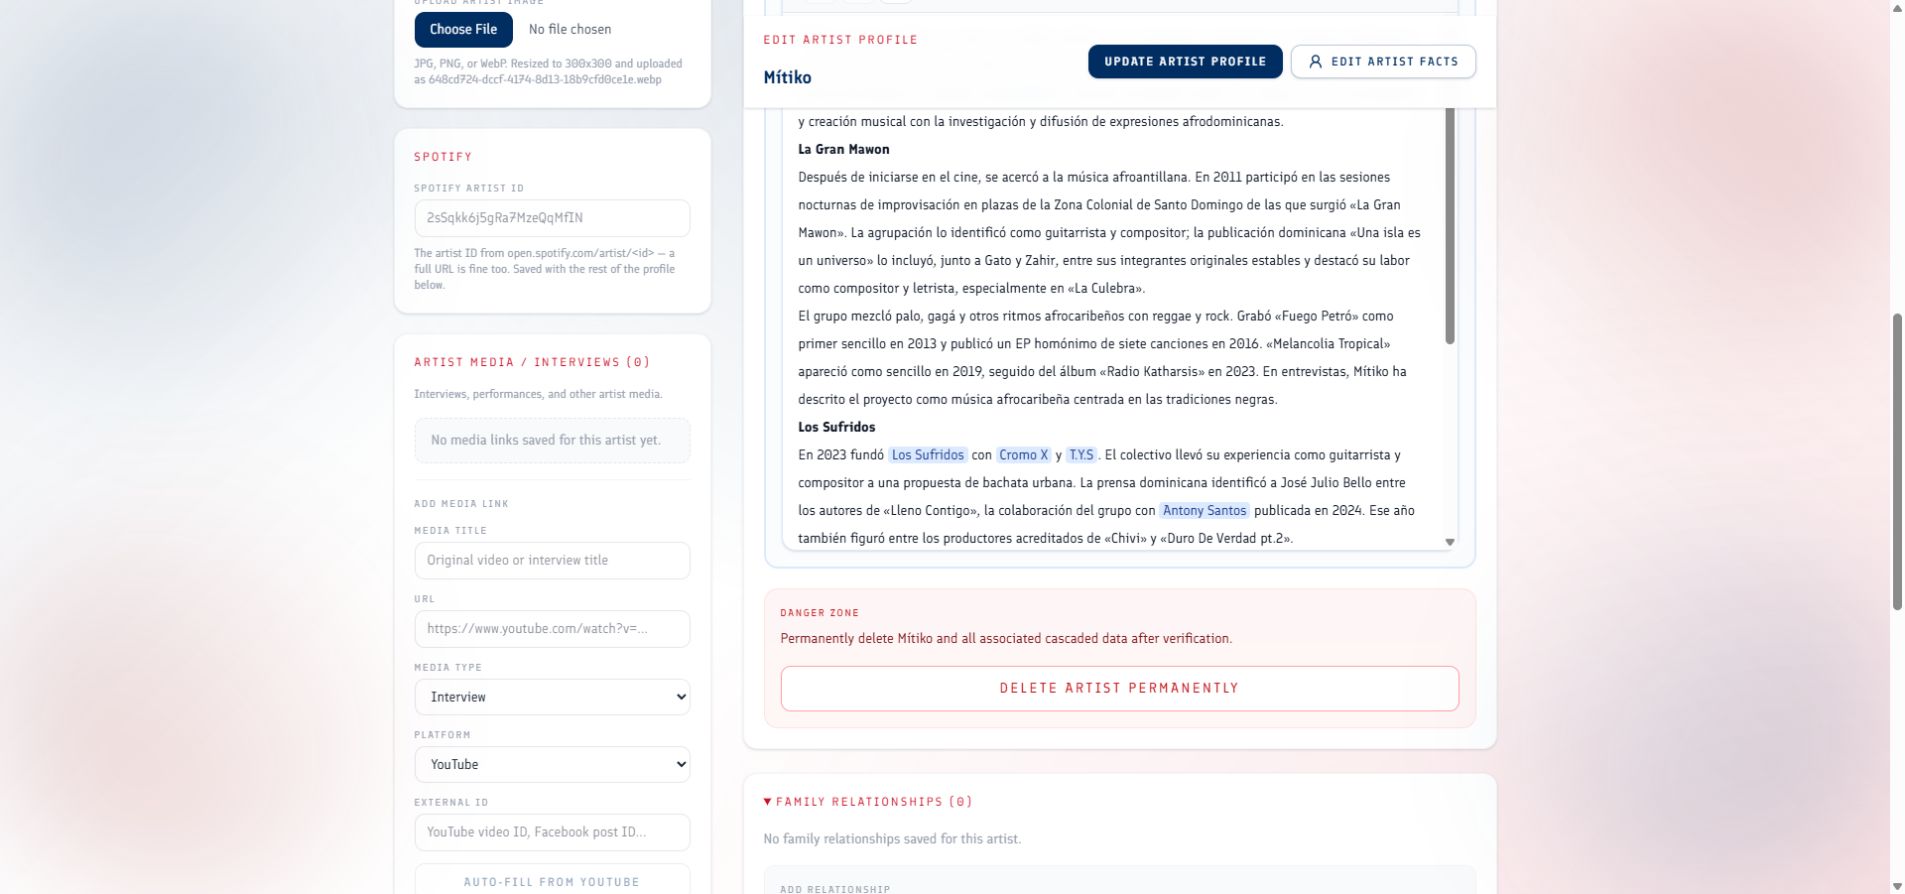 UPLOAD ARTIST IMAGE
Choose File No file chosen
JPG, PNG, or WebP. Resized to 300x300 and uploaded
as 648cd724-dccf-4174-8d13-18b9cfd0ce1e.webp
SPOTIFY
SPOTIFY ARTIST ID
2sSqkk6j5gRa7MzeQqMfIN
The artist ID from open.spotify.com/artist/<id> — a
full URL is fine too. Saved with the rest of the profile
below.
ARTIST MEDIA / INTERVIEWS (0)
Interviews, performances, and other artist media.
No media links saved for this artist yet.
ADD MEDIA LINK
MEDIA TITLE
Original video or interview title
URL
https://www.youtube.com/watch?v=...
MEDIA TYPE
Interview
PLATFORM
YouTube
EXTERNAL ID
YouTube video ID, Facebook post ID...
AUTO-FILL FROM YOUTUBE
EDIT ARTIST PROFILE
Mítiko
UPDATE ARTIST PROFILE
EDIT ARTIST FACTS
y creación musical con la investigación y difusión de expresiones afrodominicanas.
La Gran Mawon
Después de iniciarse en el cine, se acercó a la música afroantillana. En 2011 participó en las sesiones
nocturnas de improvisación en plazas de la Zona Colonial de Santo Domingo de las que surgió «La Gran
Mawon». La agrupación lo identificó como guitarrista y compositor; la publicación dominicana «Una isla es
un universo» lo incluyó, junto a Gato y Zahir, entre sus integrantes originales estables y destacó su labor
como compositor y letrista, especialmente en «La Culebra».
El grupo mezcló palo, gagá y otros ritmos afrocaribeños con reggae y rock. Grabó «Fuego Petró» como
primer sencillo en 2013 y publicó un EP homónimo de siete canciones en 2016. «Melancolia Tropical»
apareció como sencillo en 2019, seguido del álbum «Radio Katharsis» en 2023. En entrevistas, Mítiko ha
descrito el proyecto como música afrocaribeña centrada en las tradiciones negras.
Los Sufridos
En 2023 fundó Los Sufridos con Cromo X y T.Y.S. El colectivo llevó su experiencia como guitarrista y
compositor a una propuesta de bachata urbana. La prensa dominicana identificó a José Julio Bello entre
los autores de «Lleno Contigo», la colaboración del grupo con Antony Santos publicada en 2024. Ese año
también figuró entre los productores acreditados de «Chivi» y «Duro De Verdad pt.2».
DANGER ZONE
Permanently delete Mítiko and all associated cascaded data after verification.
DELETE ARTIST PERMANENTLY
FAMILY RELATIONSHIPS (0)
No family relationships saved for this artist.
ADD RELATIONSHIP